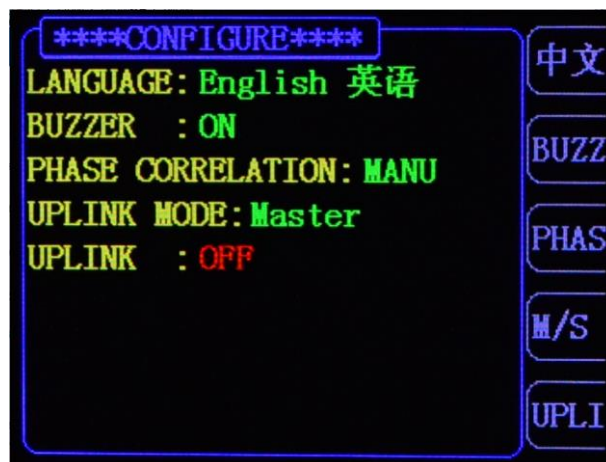 ****CONFIGURE****
LANGUAGE: English 英语
BUZZER : ON
PHASE CORRELATION: MANU
UPLINK MODE: Master
UPLINK : OFF
中文
BUZZ
PHAS
M/S
UPLI